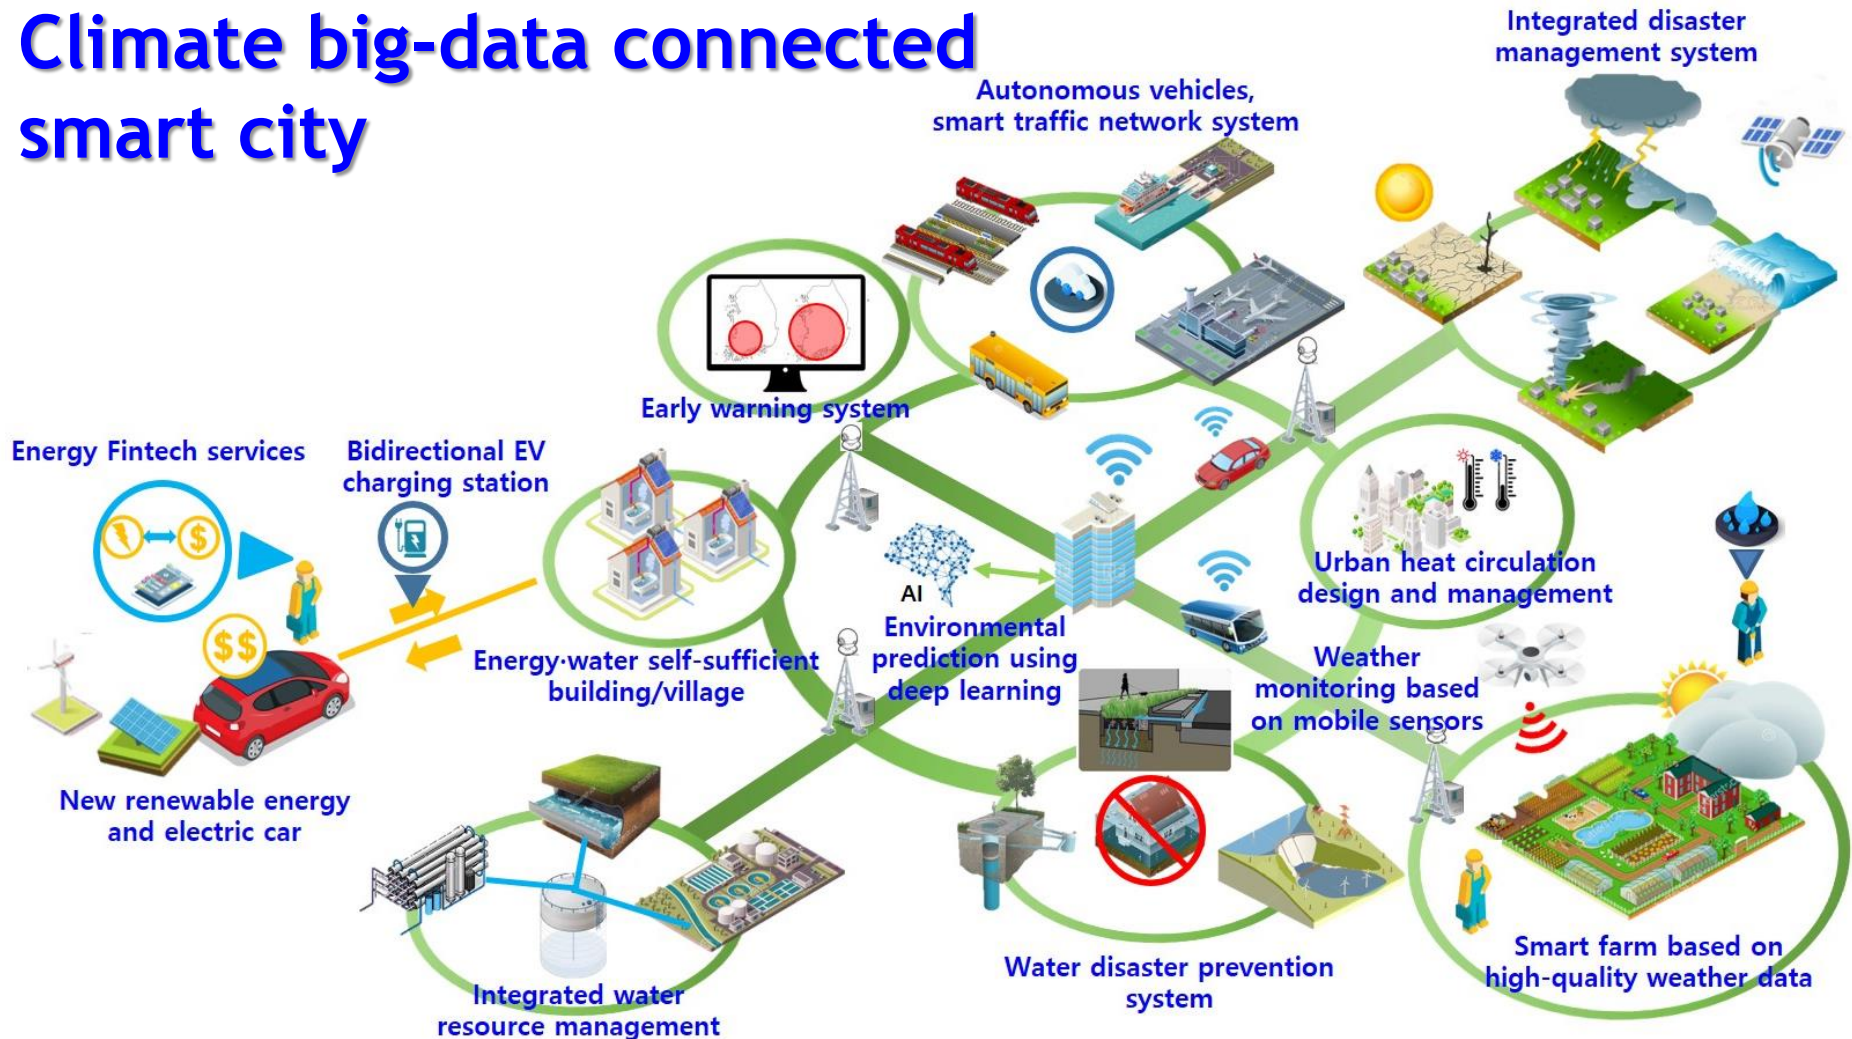 Climate big-data connected
smart city
Integrated disaster
management system
Autonomous vehicles,
smart traffic network system
Early warning system
Energy Fintech services
Bidirectional EV
charging station
$
$$
AI
Environmental
prediction using
deep learning
Urban heat circulation
design and management
Energy·water self-sufficient
building/village
Weather
monitoring based
on mobile sensors
New renewable energy
and electric car
Integrated water
resource management
Water disaster prevention
system
Smart farm based on
high-quality weather data